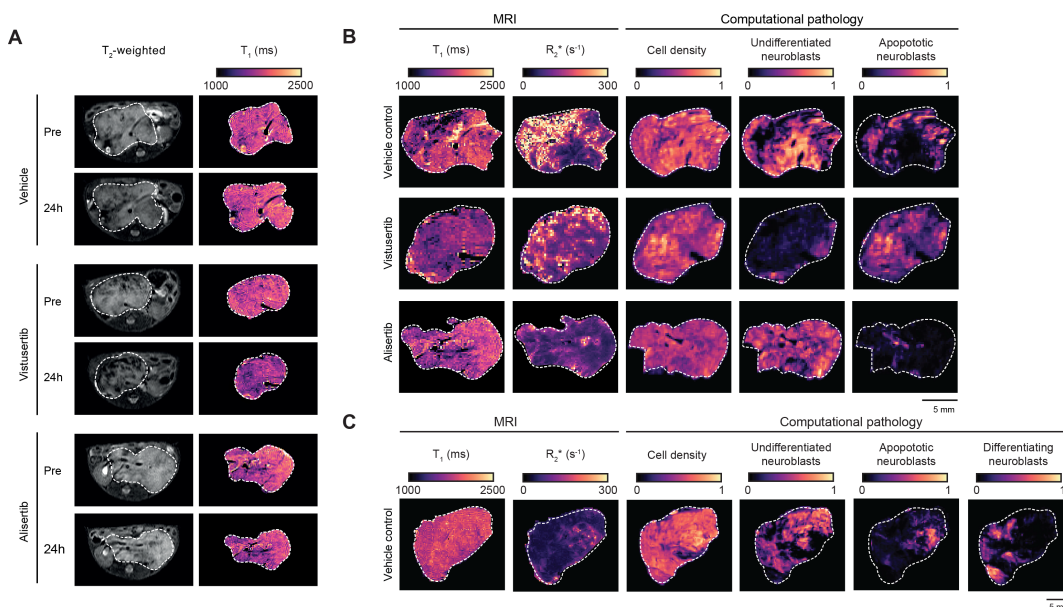 A
T2-weighted
T1 (ms)
1000 2500
Vehicle
Pre
24h
Vistusertib
Pre
24h
Alisertib
Pre
24h
B
MRI
Computational pathology
T1 (ms)
R2* (s-1)
Cell density
Undifferentiated
neuroblasts
Apopototic
neuroblasts
1000 2500
0 300
0 1
0 1
0 1
Vehicle control
Vistusertib
Alisertib
5 mm
C
MRI
Computational pathology
T1 (ms)
R2* (s-1)
Cell density
Undifferentiated
neuroblasts
Apoptotic
neuroblasts
Differentiating
neuroblasts
1000 2500
0 300
0 1
0 1
0 1
0 1
Vehicle control